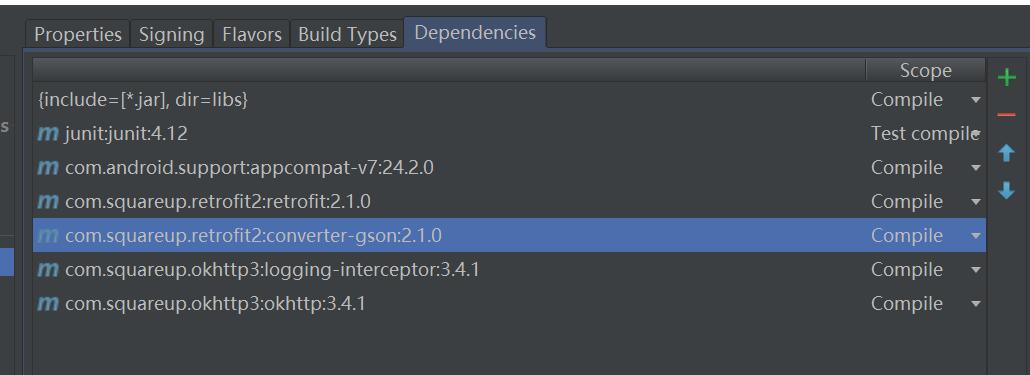 Properties Signing Flavors Build Types Dependencies
Scope
{include=[*.jar], dir=libs} Compile
s
m junit:junit:4.12 Test compile
m com.android.support:appcompat-v7:24.2.0 Compile
m com.squareup.retrofit2:retrofit:2.1.0 Compile
m com.squareup.retrofit2:converter-gson:2.1.0 Compile
m com.squareup.okhttp3:logging-interceptor:3.4.1 Compile
m com.squareup.okhttp3:okhttp:3.4.1 Compile